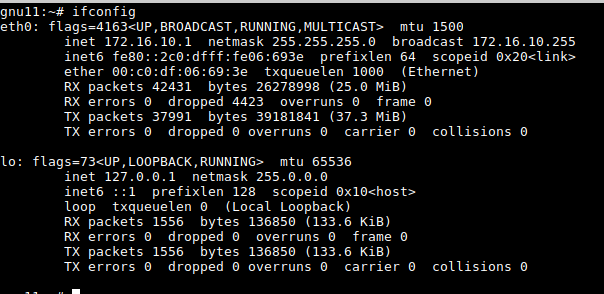 gnu11:~# ifconfig
eth0: flags=4163<UP,BROADCAST,RUNNING,MULTICAST>  mtu 1500
        inet 172.16.10.1  netmask 255.255.255.0  broadcast 172.16.10.255
        inet6 fe80::2c0:dfff:fe06:693e  prefixlen 64  scopeid 0x20<link>
        ether 00:c0:df:06:69:3e  txqueuelen 1000  (Ethernet)
        RX packets 42431  bytes 26278998 (25.0 MiB)
        RX errors 0  dropped 4423  overruns 0  frame 0
        TX packets 37991  bytes 39181841 (37.3 MiB)
        TX errors 0  dropped 0 overruns 0  carrier 0  collisions 0

lo: flags=73<UP,LOOPBACK,RUNNING>  mtu 65536
        inet 127.0.0.1  netmask 255.0.0.0
        inet6 ::1  prefixlen 128  scopeid 0x10<host>
        loop  txqueuelen 0  (Local Loopback)
        RX packets 1556  bytes 136850 (133.6 KiB)
        RX errors 0  dropped 0  overruns 0  frame 0
        TX packets 1556  bytes 136850 (133.6 KiB)
        TX errors 0  dropped 0 overruns 0  carrier 0  collisions 0